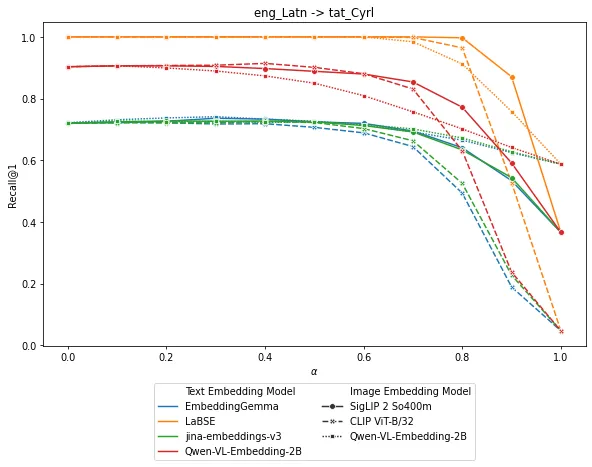 eng_Latn -> tat_Cyrl
1.0
0.8
0.6
0.4
0.2
0.0
Recall@1
0.0 0.2 0.4 0.6 0.8 1.0
α
Text Embedding Model Image Embedding Model
EmbeddingGemma SigLIP 2 So400m
LaBSE CLIP ViT-B/32
jina-embeddings-v3 Qwen-VL-Embedding-2B
Qwen-VL-Embedding-2B